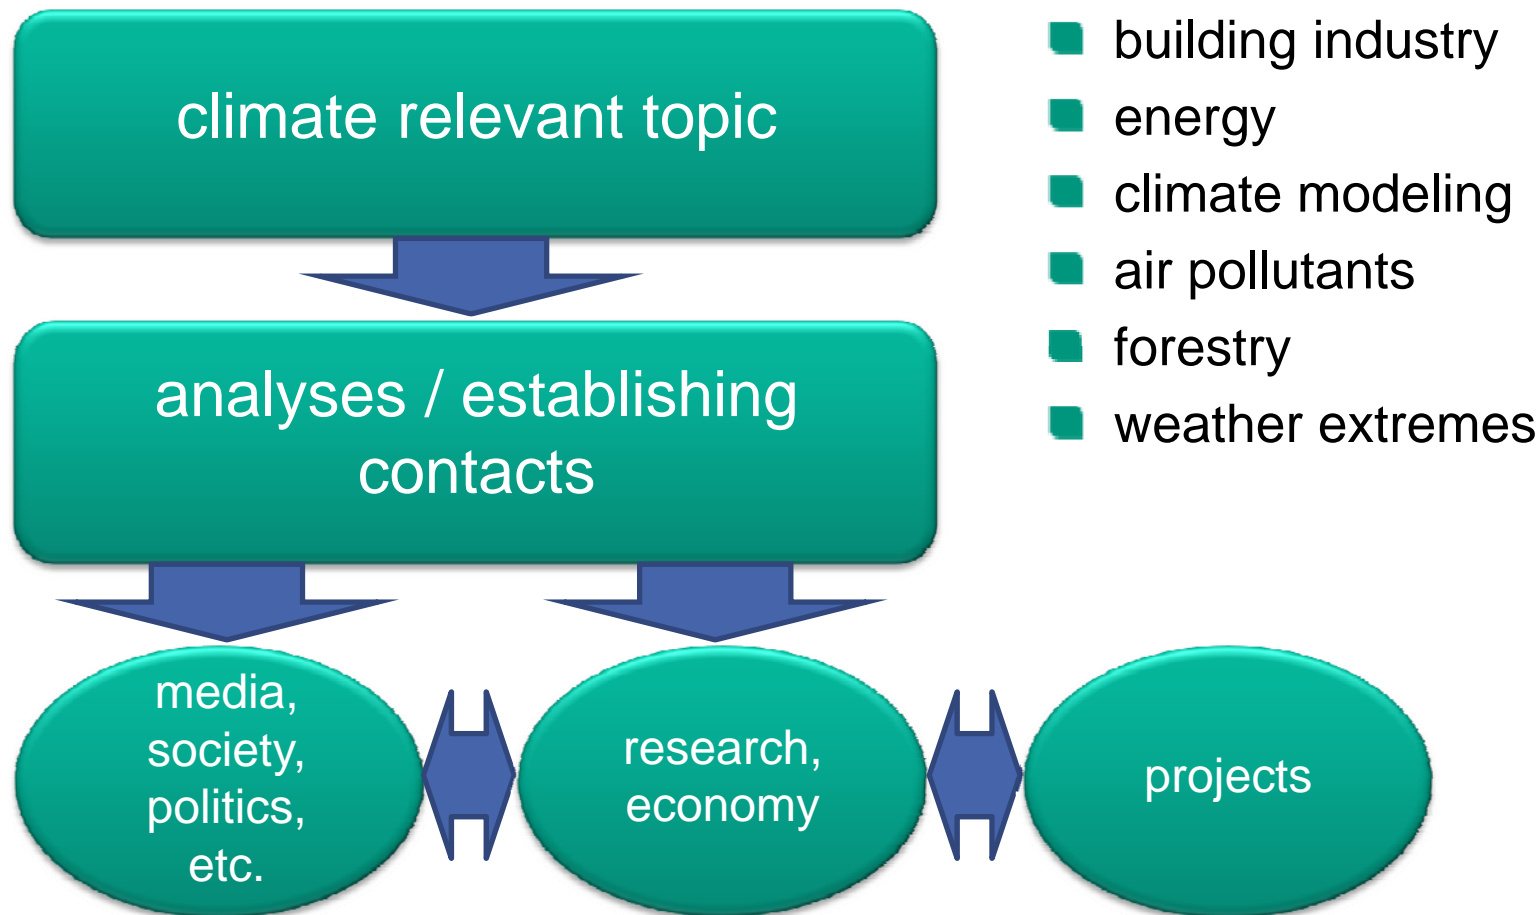 climate relevant topic
analyses / establishing
contacts
media,
society,
politics,
etc.
research,
economy
projects
building industry
energy
climate modeling
air pollutants
forestry
weather extremes